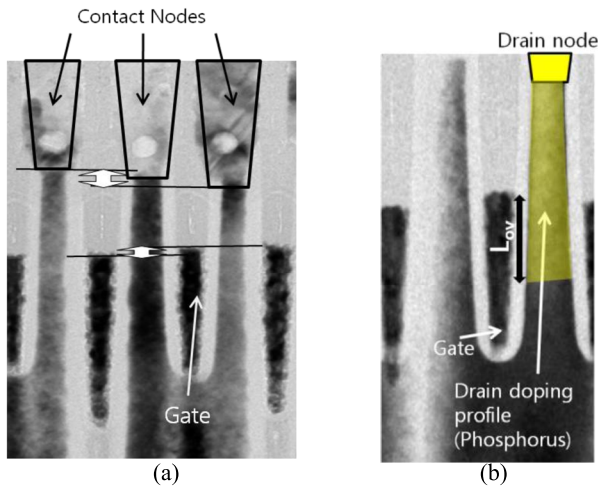 Contact Nodes
Gate
(a)
Drain node
Lov
Gate
Drain doping
profile
(Phosphorus)
(b)